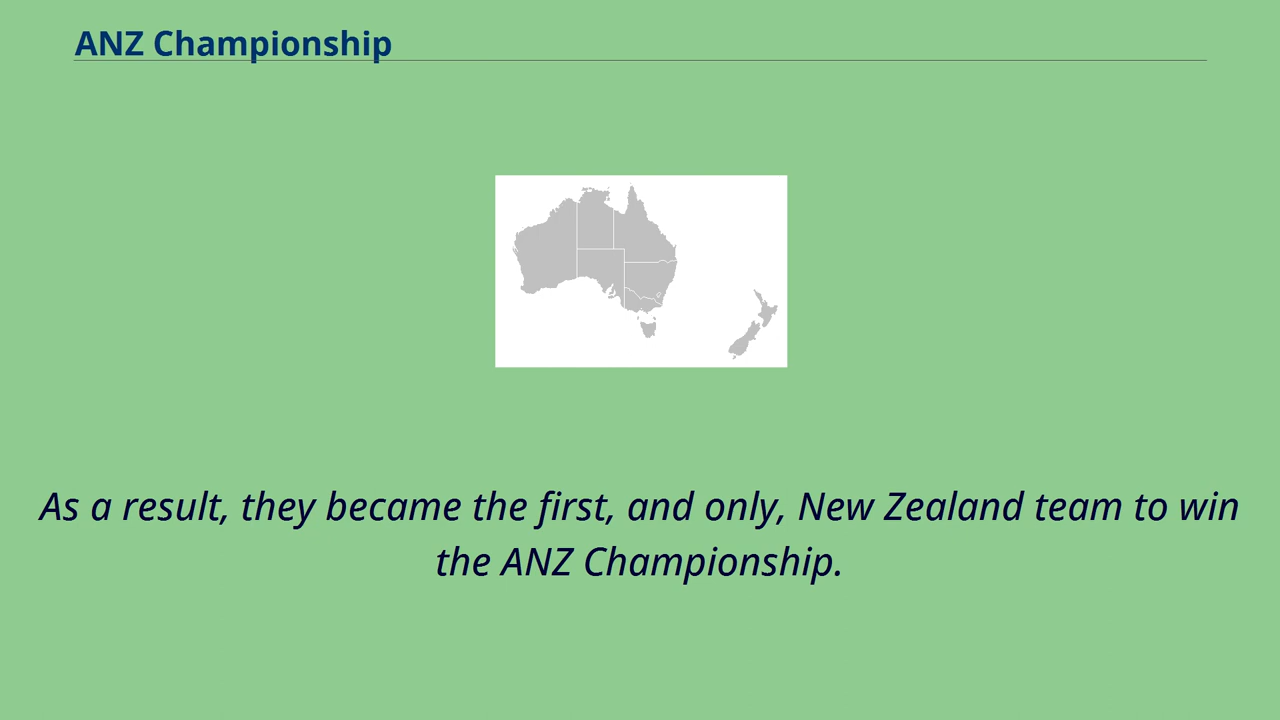 ANZ Championship
As a result, they became the first, and only, New Zealand team to win
the ANZ Championship.